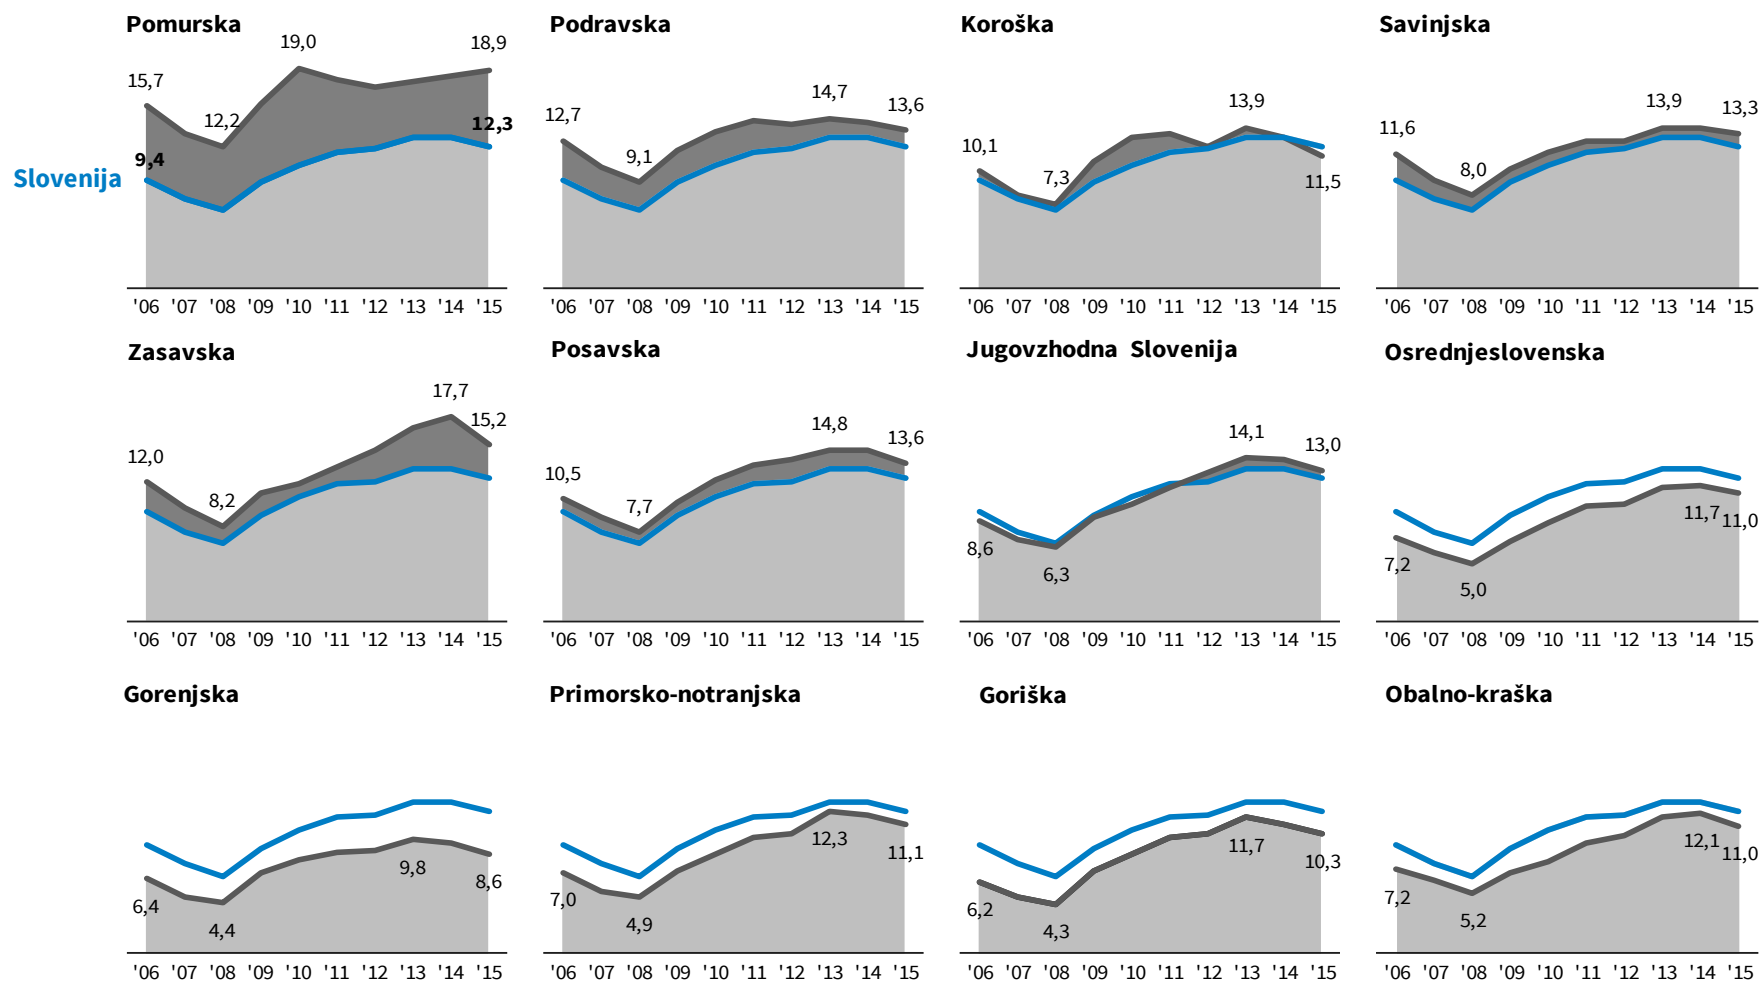 Pomurska
19,0
18,9
15,7
12,2
12,3
9,4
Slovenija
'06 '07 '08 '09 '10 '11 '12 '13 '14 '15
Podravska
14,7
13,6
12,7
9,1
'06 '07 '08 '09 '10 '11 '12 '13 '14 '15
Koroška
13,9
10,1
7,3
11,5
'06 '07 '08 '09 '10 '11 '12 '13 '14 '15
Savinjska
13,9
13,3
11,6
8,0
'06 '07 '08 '09 '10 '11 '12 '13 '14 '15
Zasavska
17,7
15,2
12,0
8,2
'06 '07 '08 '09 '10 '11 '12 '13 '14 '15
Posavska
14,8
13,6
10,5
7,7
'06 '07 '08 '09 '10 '11 '12 '13 '14 '15
Jugovzhodna Slovenija
14,1
13,0
8,6
6,3
'06 '07 '08 '09 '10 '11 '12 '13 '14 '15
Osrednjeslovenska
11,7
11,0
7,2
5,0
'06 '07 '08 '09 '10 '11 '12 '13 '14 '15
Gorenjska
9,8
8,6
6,4
4,4
'06 '07 '08 '09 '10 '11 '12 '13 '14 '15
Primorsko-notranjska
12,3
11,1
7,0
4,9
'06 '07 '08 '09 '10 '11 '12 '13 '14 '15
Goriška
11,7
10,3
6,2
4,3
'06 '07 '08 '09 '10 '11 '12 '13 '14 '15
Obalno-kraška
12,1
11,0
7,2
5,2
'06 '07 '08 '09 '10 '11 '12 '13 '14 '15